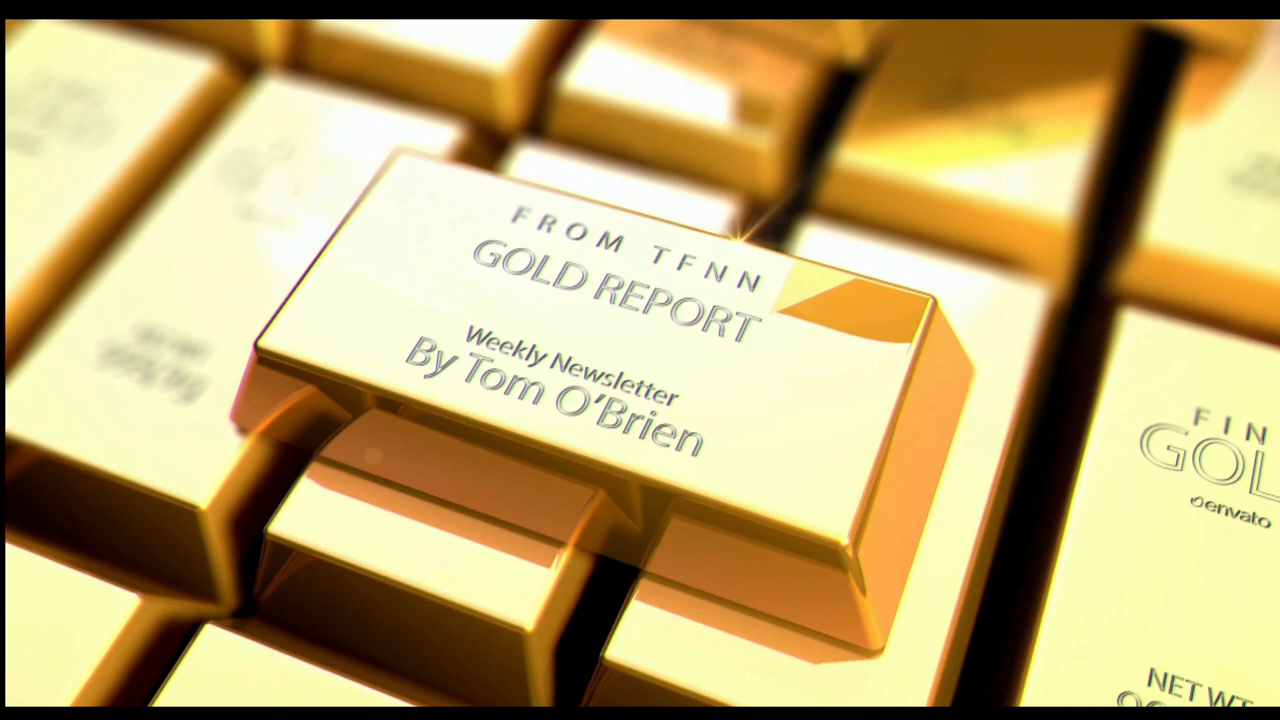 FROM TFNN
GOLD REPORT
Weekly Newsletter
By Tom O'Brien
FIN
GOL
envato
NET WT